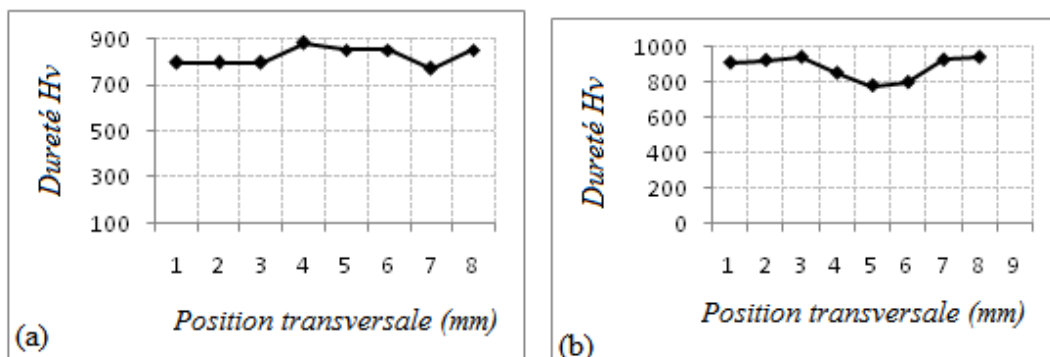 900
700
500
300
100
Dureté Hv
1 2 3 4 5 6 7 8
Position transversale (mm)
(a)
1000
800
600
400
200
0
Dureté Hv
1 2 3 4 5 6 7 8 9
Position transversale (mm)
(b)